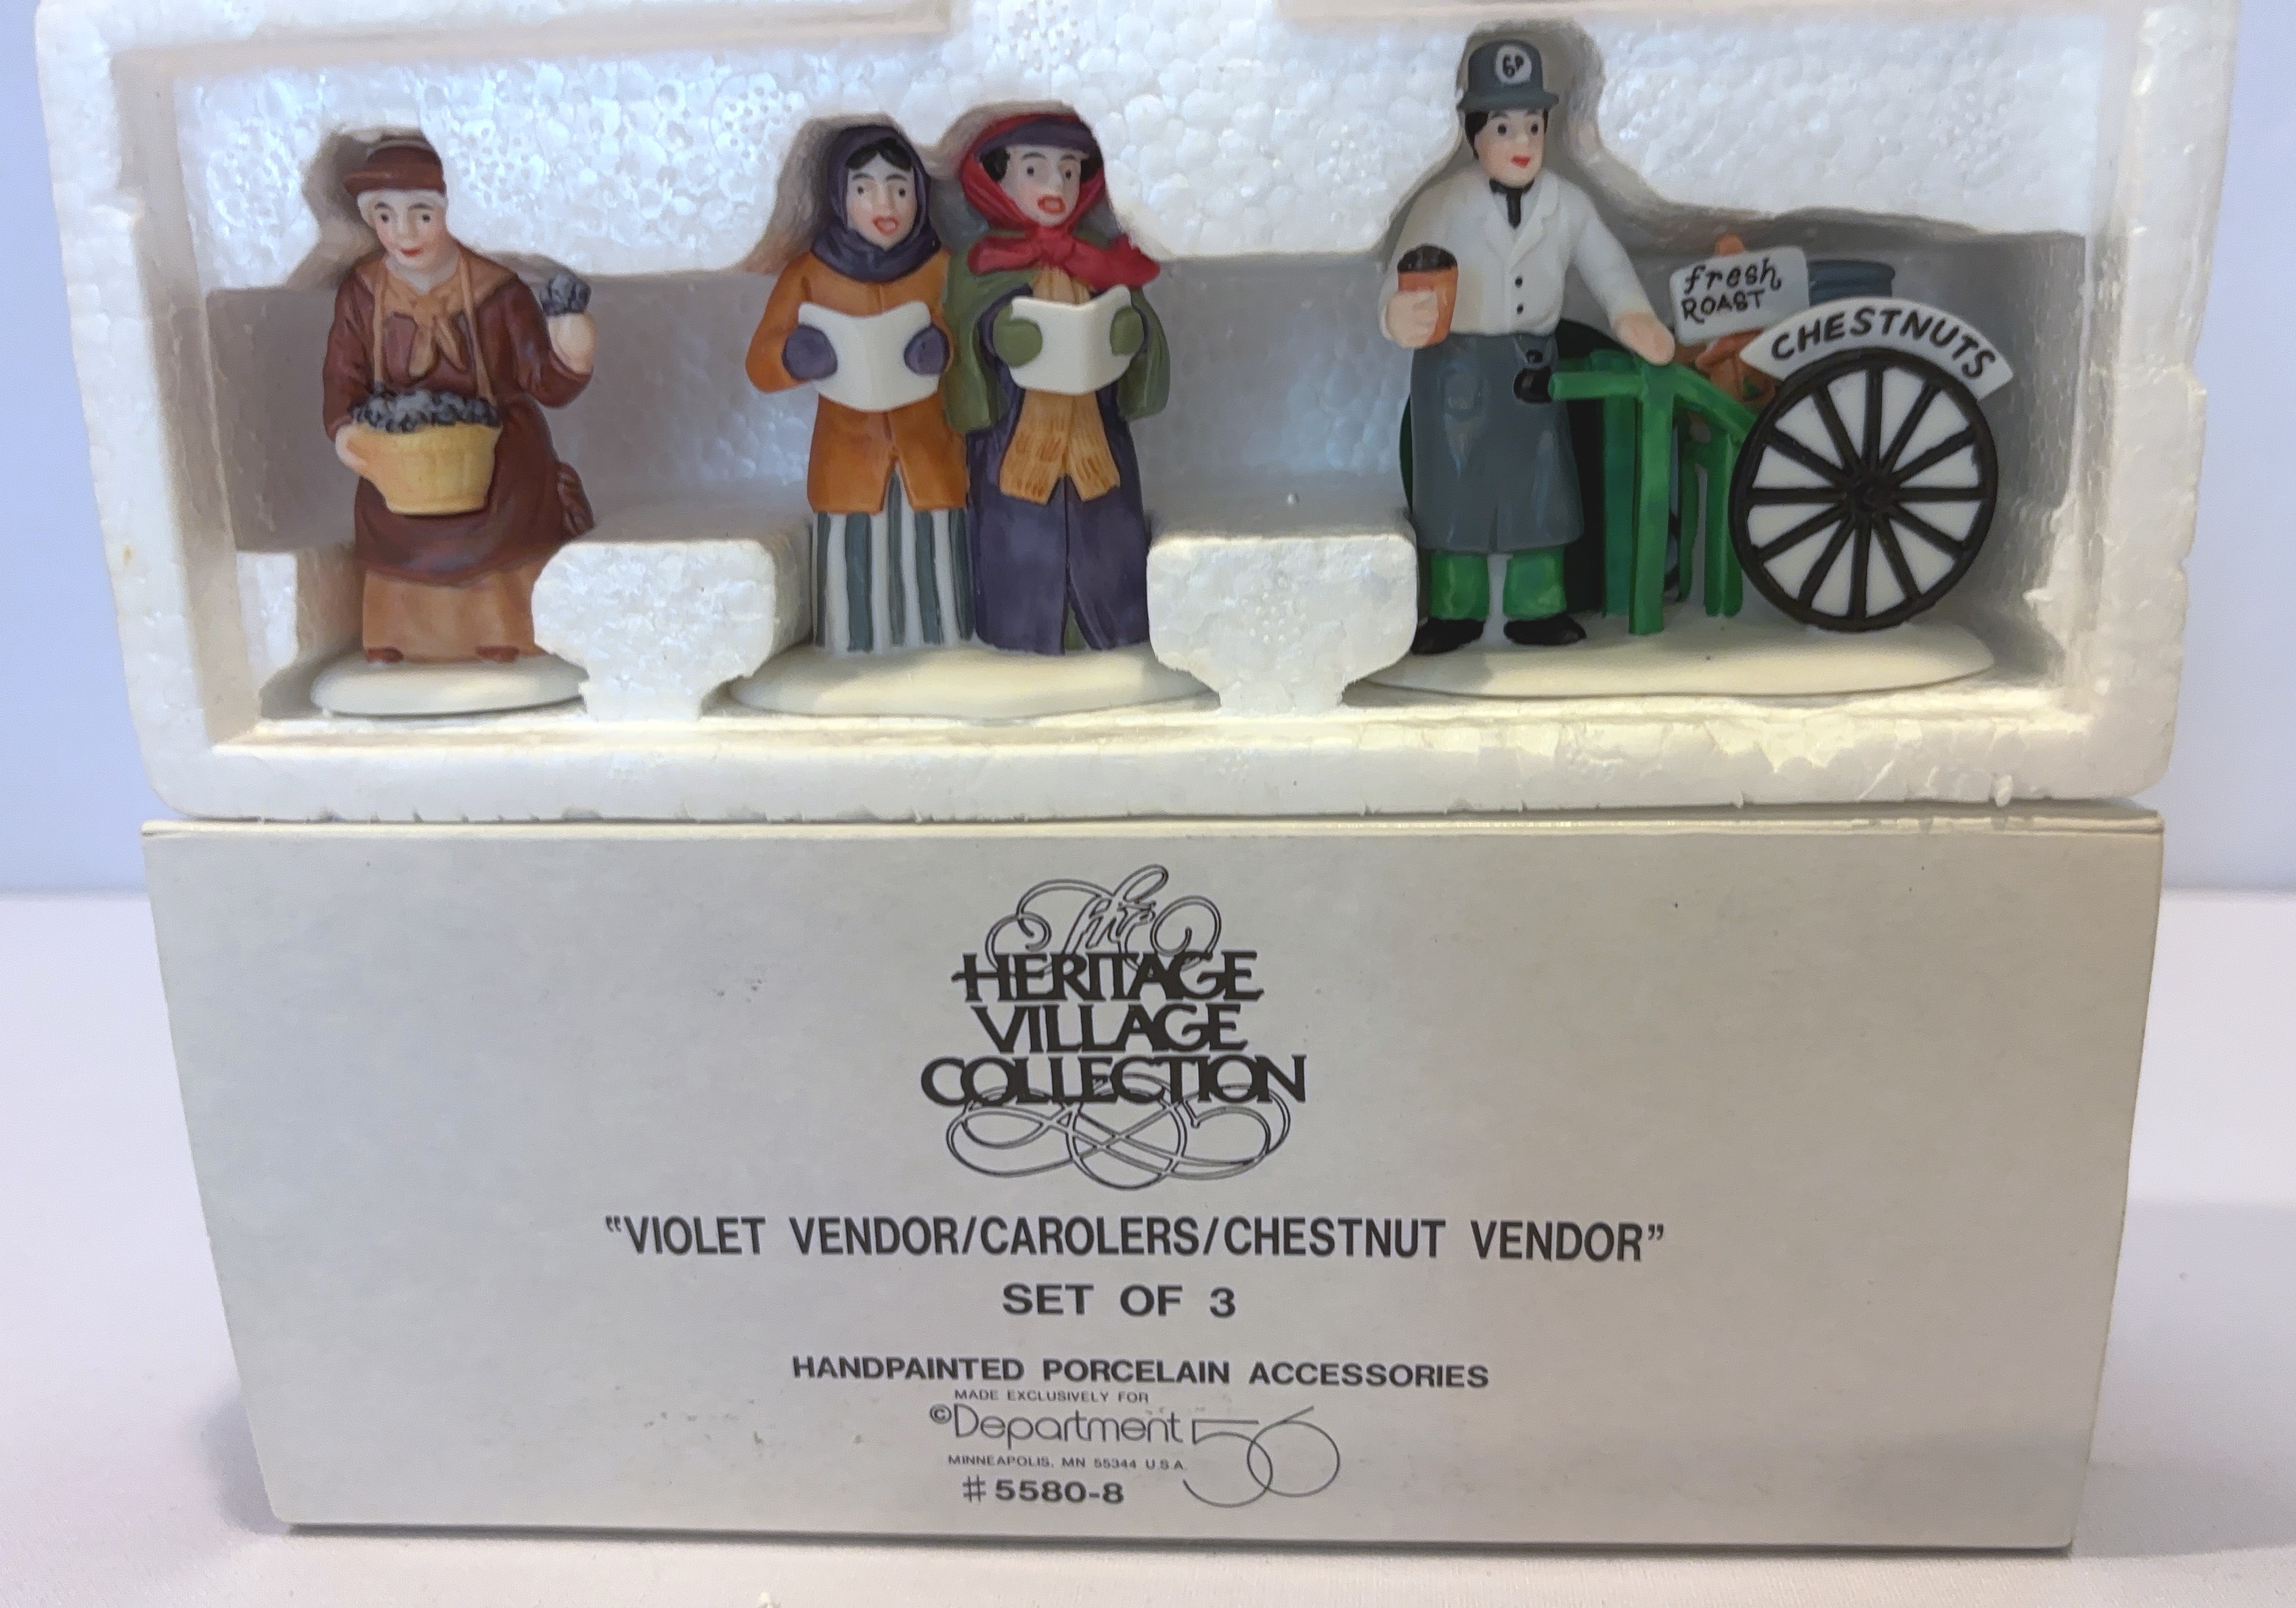 6P
fresh
ROAST
CHESTNUTS
The
HERITAGE
VILLAGE
COLLECTION
"VIOLET VENDOR/CAROLERS/CHESTNUT VENDOR"
SET OF 3
HANDPAINTED PORCELAIN ACCESSORIES
MADE EXCLUSIVELY FOR
©Department 56
MINNEAPOLIS, MN 55344 U.S.A.
#5580-8